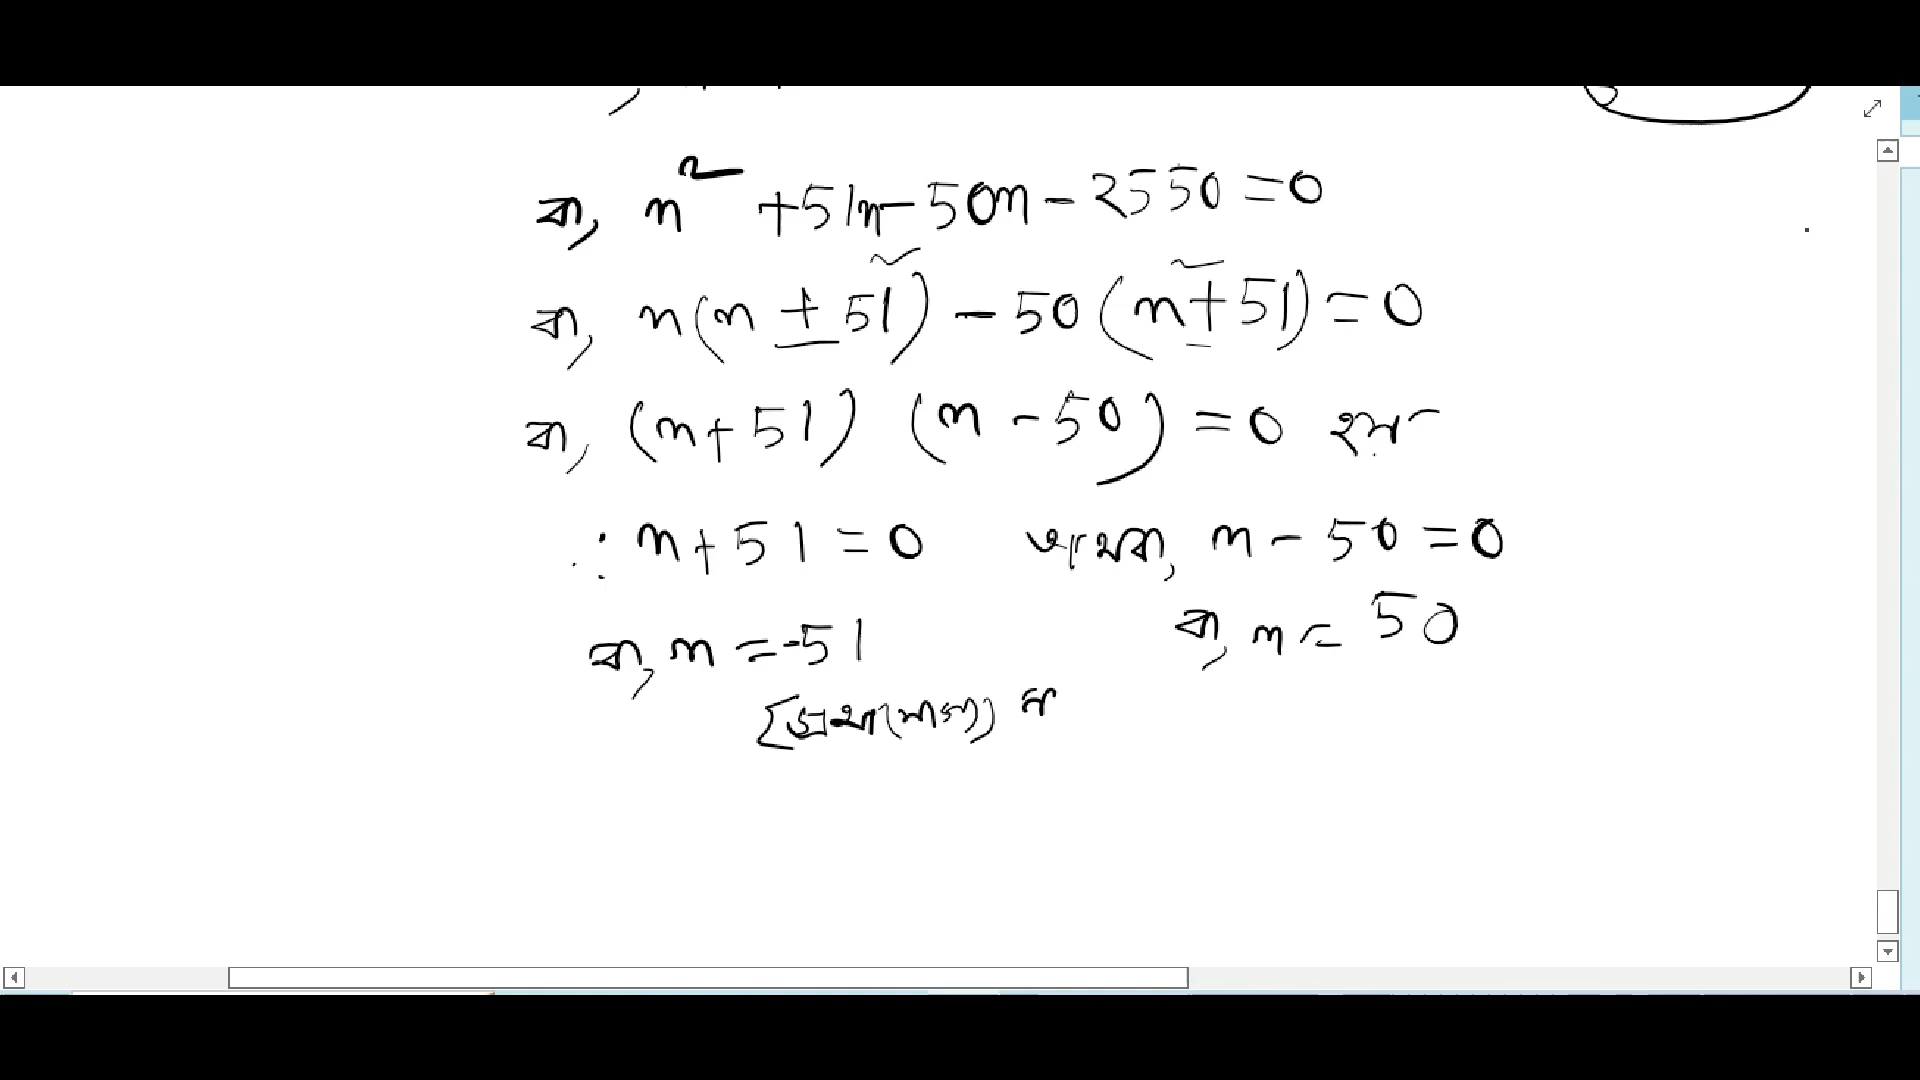 বা, n² + 51n - 50n - 2550 = 0
বা, n(n + 51) - 50(n + 51) = 0
বা, (n + 51) (n - 50) = 0 হয়
∴ n + 51 = 0 অথবা, n - 50 = 0
বা, n = -51 বা, n = 50